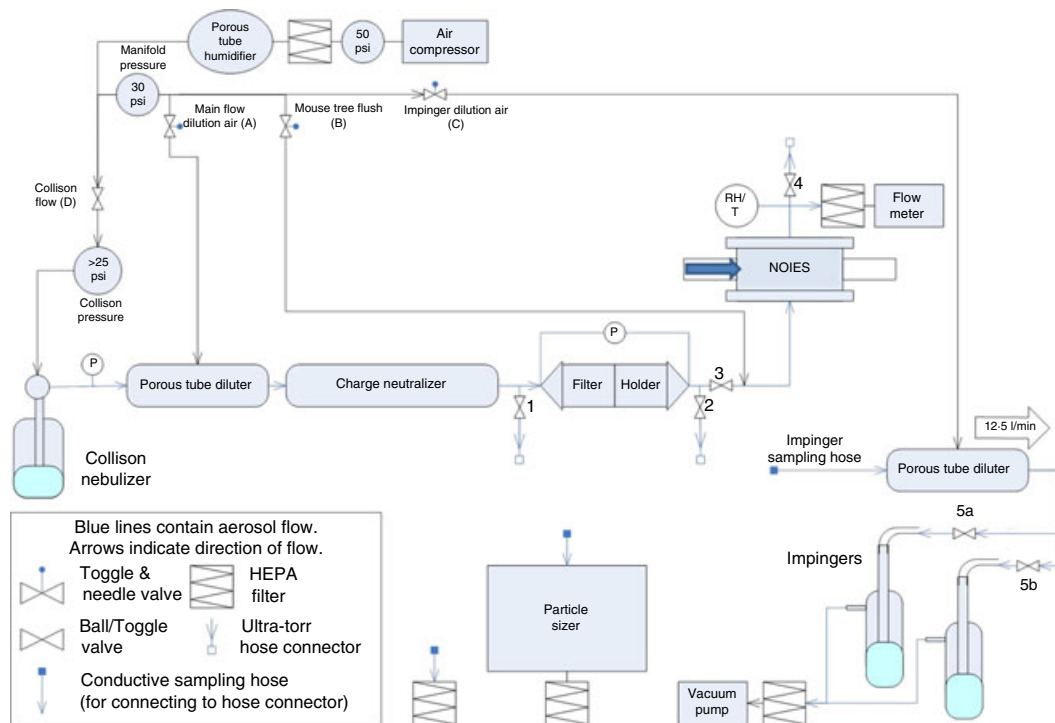 Porous
tube
humidifier
50
psi
Air
compressor
Manifold
pressure
30
psi
Main flow
dilution air (A)
Mouse tree flush
(B)
Impinger dilution air
(C)
Collison
flow (D)
>25
psi
Collison
pressure
4
RH/
T
Flow
meter
NOIES
P
P
Porous tube diluter
Charge neutralizer
Filter
Holder
1
2
3
Collison
nebulizer
12·5 l/min
Impinger
sampling hose
Porous tube diluter
5a
5b
Impingers
Blue lines contain aerosol flow.
Arrows indicate direction of flow.
Toggle &
needle valve
HEPA
filter
Ball/Toggle
valve
Ultra-torr
hose connector
Conductive sampling hose
(for connecting to hose connector)
Particle
sizer
Vacuum
pump